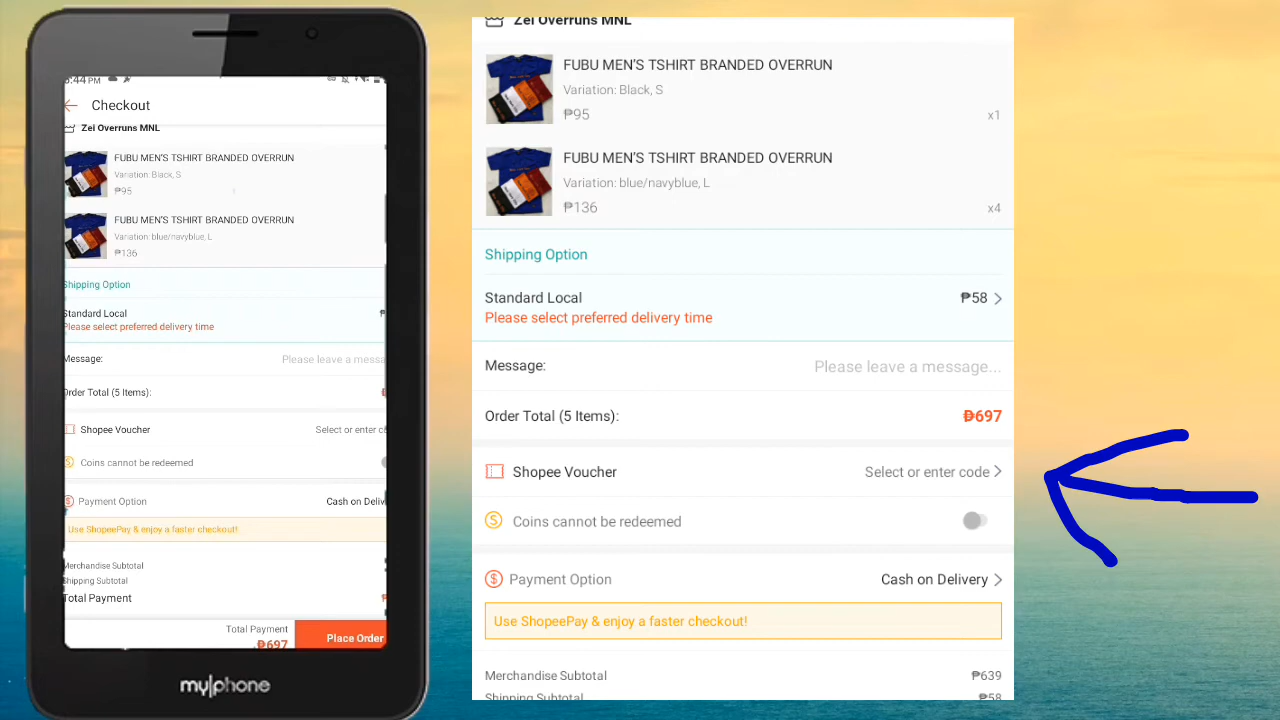 5:44 PM
Checkout
Zei Overruns MNL
FUBU MEN'S TSHIRT BRANDED OVERRUN
Variation: Black, S
₱95
FUBU MEN'S TSHIRT BRANDED OVERRUN
Variation: blue/navyblue, L
₱136
Shipping Option
Standard Local
Please select preferred delivery time
Message: Please leave a messa
Order Total (5 Items):
Shopee Voucher Select or enter c
Coins cannot be redeemed
Payment Option Cash on Deliv
Use ShopeePay & enjoy a faster checkout!
Merchandise Subtotal
Shipping Subtotal
Total Payment
Total Payment
₱697
Place Order
my|phone
Zei Overruns MNL
FUBU MEN'S TSHIRT BRANDED OVERRUN
Variation: Black, S
₱95 x1
FUBU MEN'S TSHIRT BRANDED OVERRUN
Variation: blue/navyblue, L
₱136 x4
Shipping Option
Standard Local ₱58
Please select preferred delivery time
Message: Please leave a message...
Order Total (5 Items): ₱697
Shopee Voucher Select or enter code
Coins cannot be redeemed
Payment Option Cash on Delivery
Use ShopeePay & enjoy a faster checkout!
Merchandise Subtotal ₱639
Shipping Subtotal ₱58